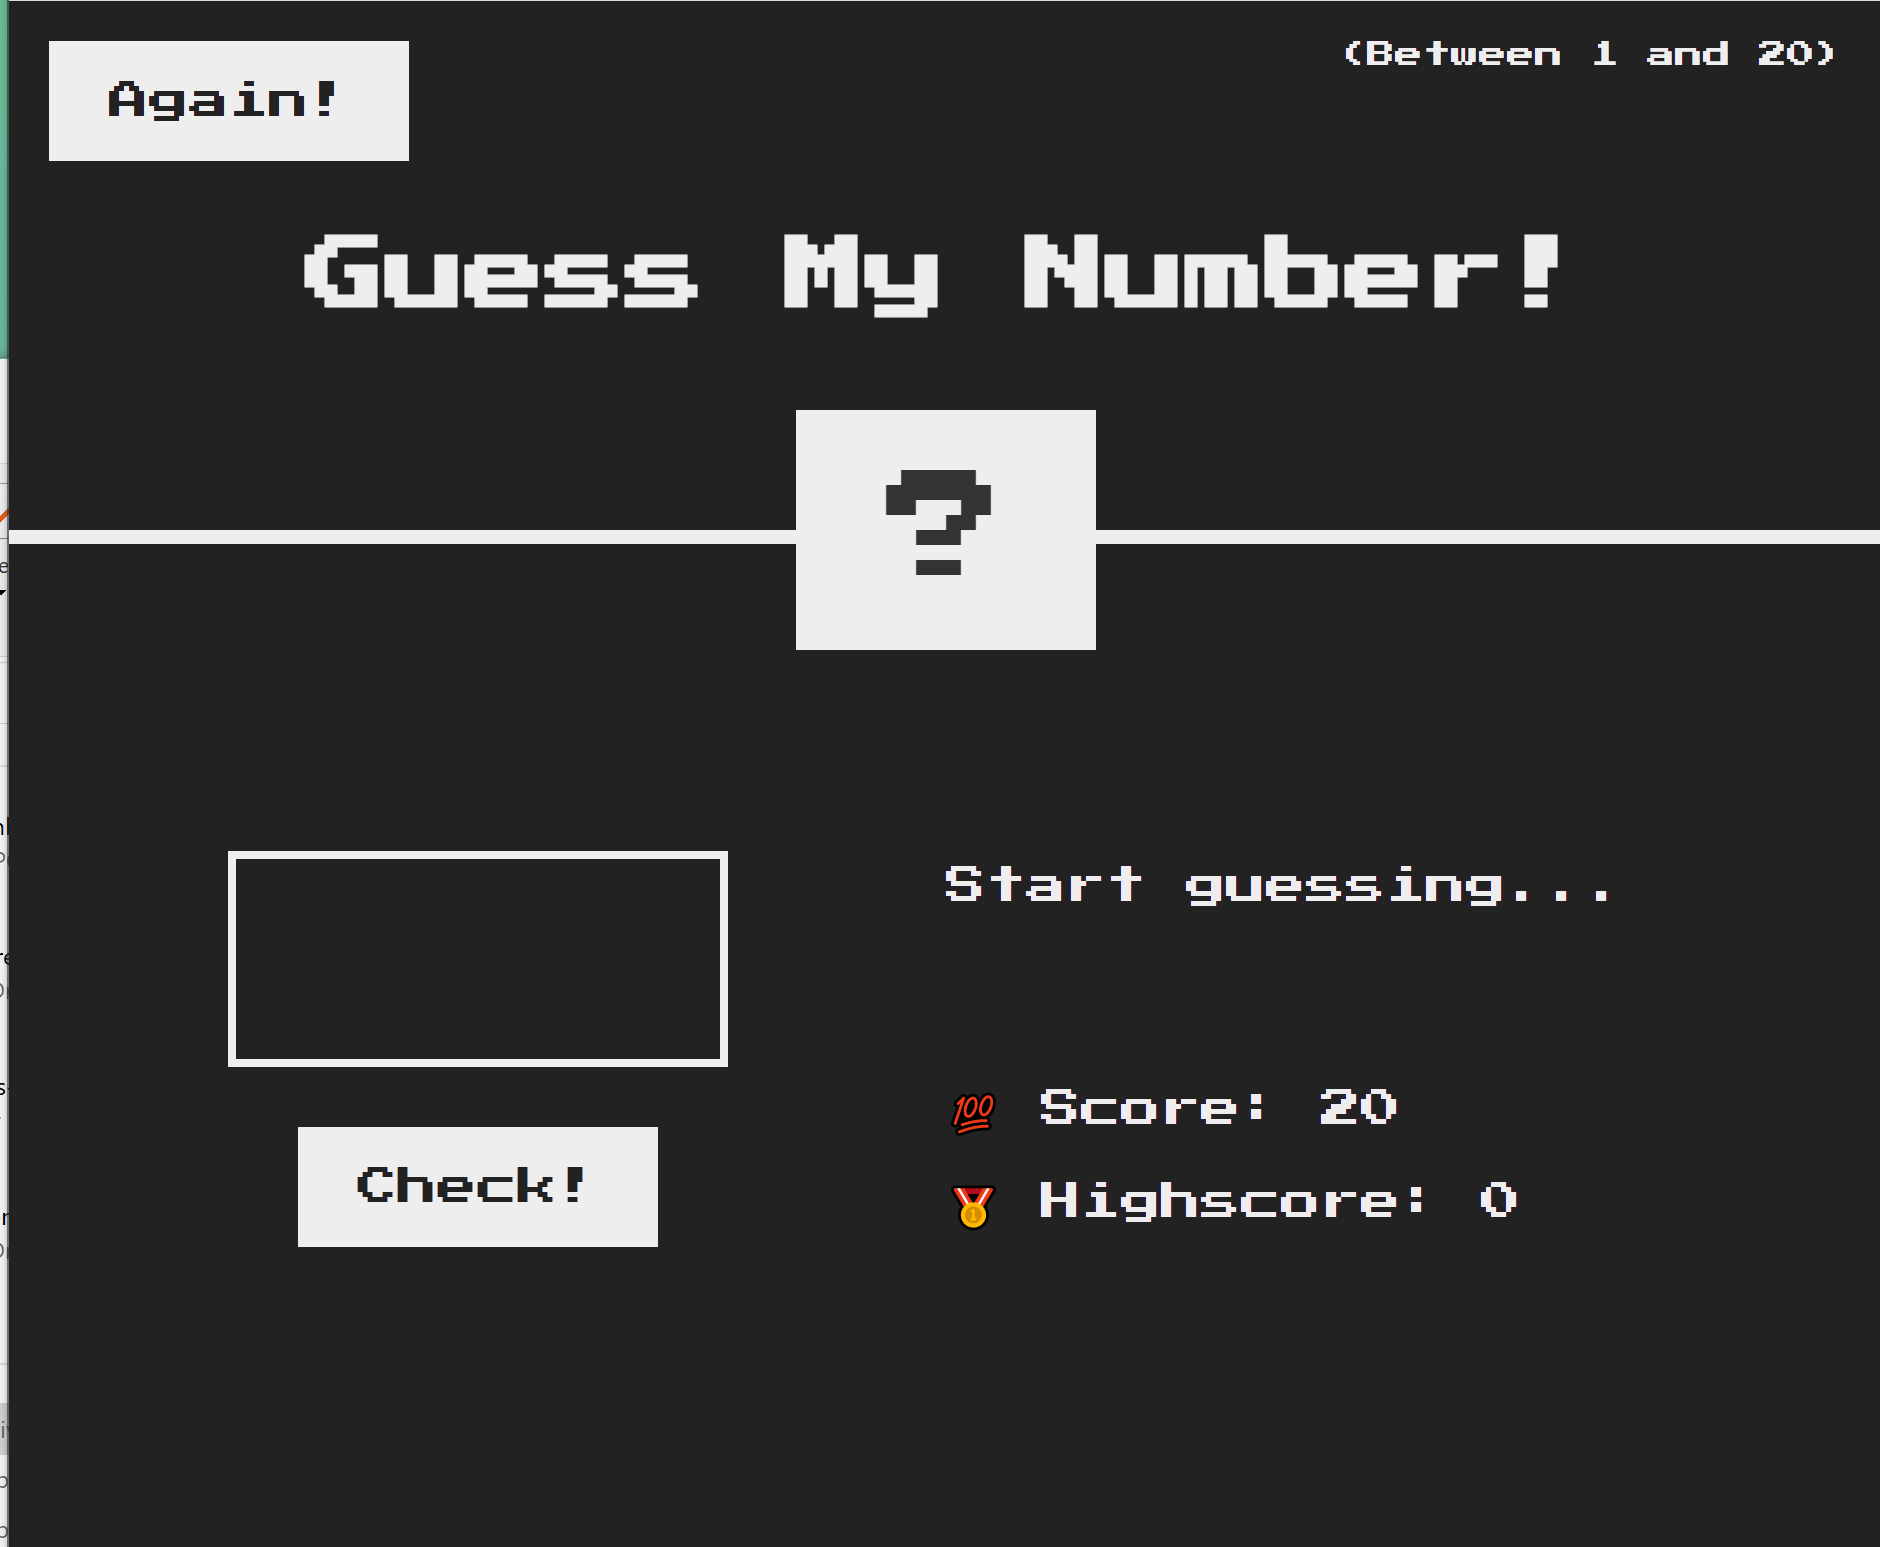 Again!
(Between 1 and 20)
Guess My Number!
?
Start guessing...
Check!
💯 Score: 20
🥇 Highscore: 0